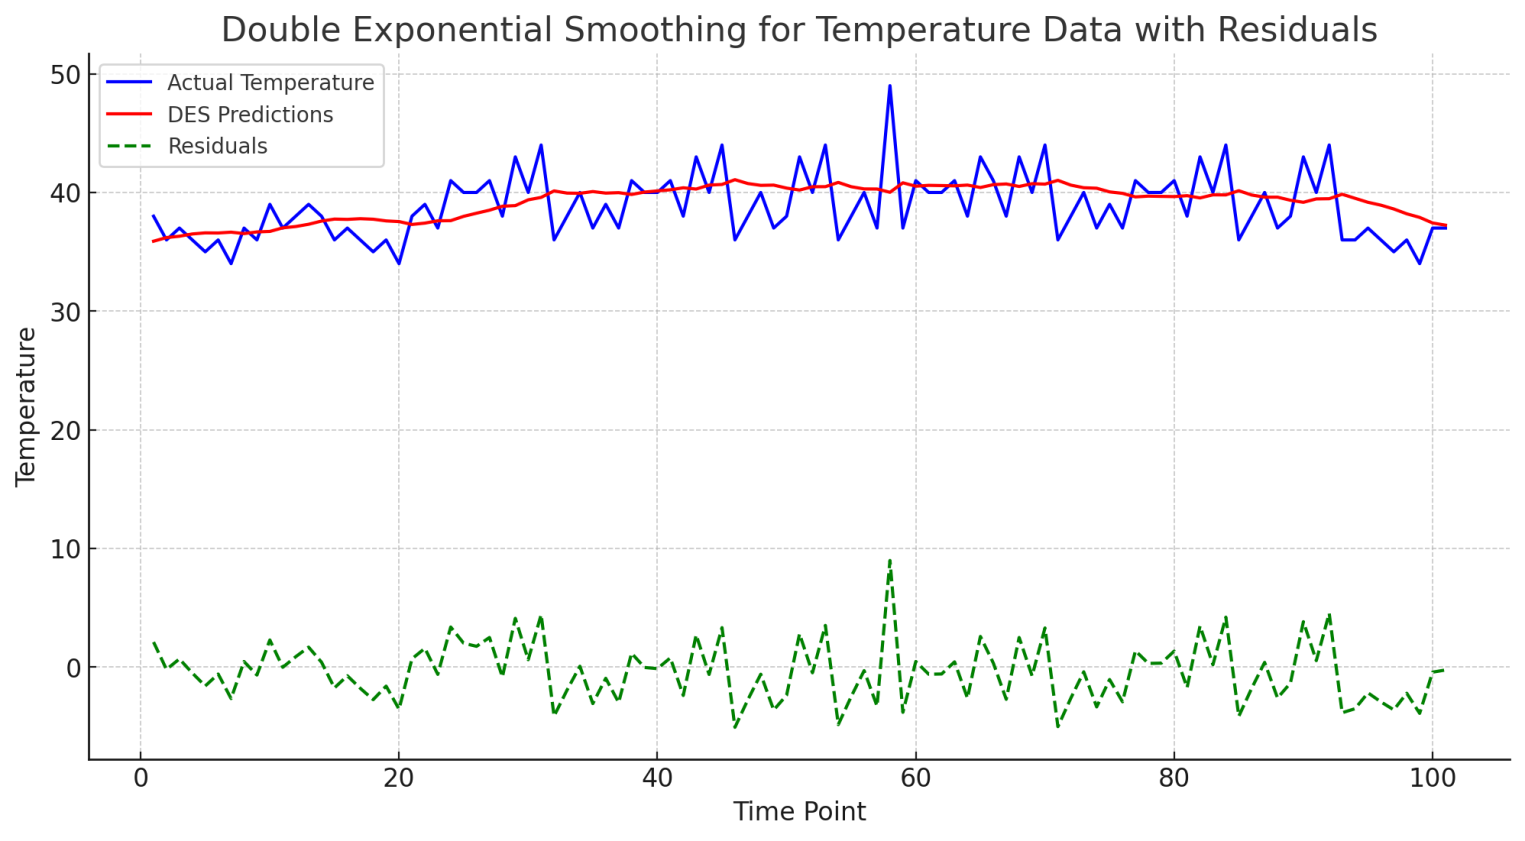 Double Exponential Smoothing for Temperature Data with Residuals
Actual Temperature
DES Predictions
Residuals
50
40
30
20
10
0
Temperature
0 20 40 60 80 100
Time Point